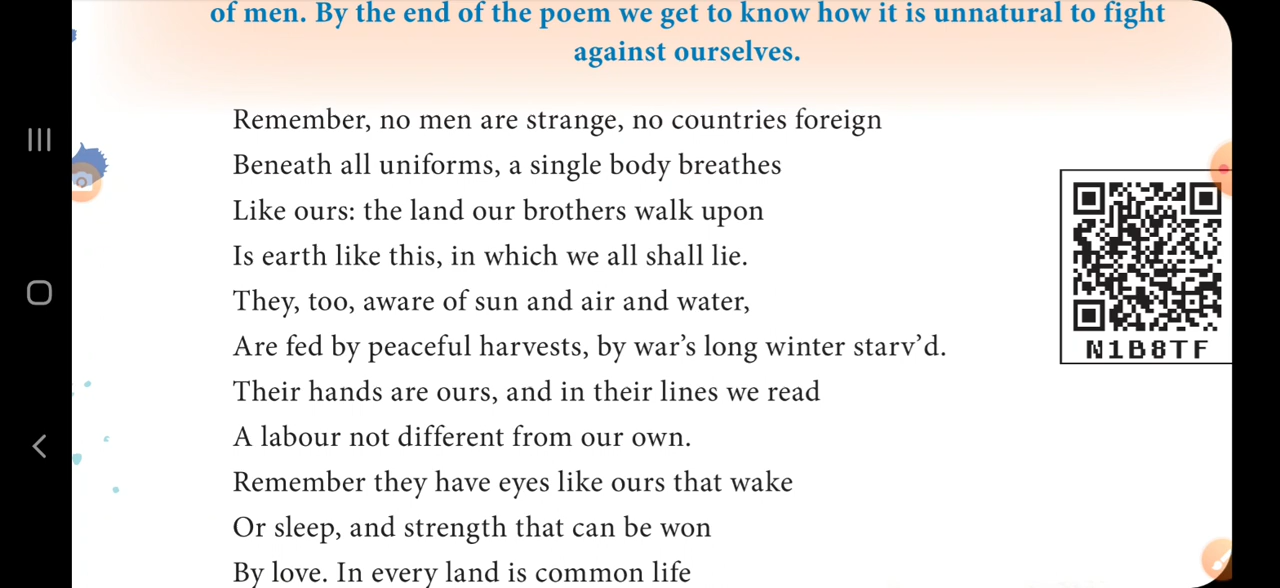 of men. By the end of the poem we get to know how it is unnatural to fight
against ourselves.
Remember, no men are strange, no countries foreign
Beneath all uniforms, a single body breathes
Like ours: the land our brothers walk upon
Is earth like this, in which we all shall lie.
They, too, aware of sun and air and water,
Are fed by peaceful harvests, by war’s long winter starv’d.
Their hands are ours, and in their lines we read
A labour not different from our own.
Remember they have eyes like ours that wake
Or sleep, and strength that can be won
By love. In every land is common life
N1B8TF